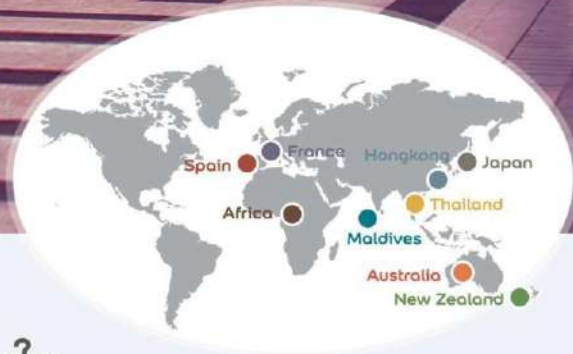 France
Spain
Hongkong
Japan
Africa
Thailand
Maldives
Australia
New Zealand
?